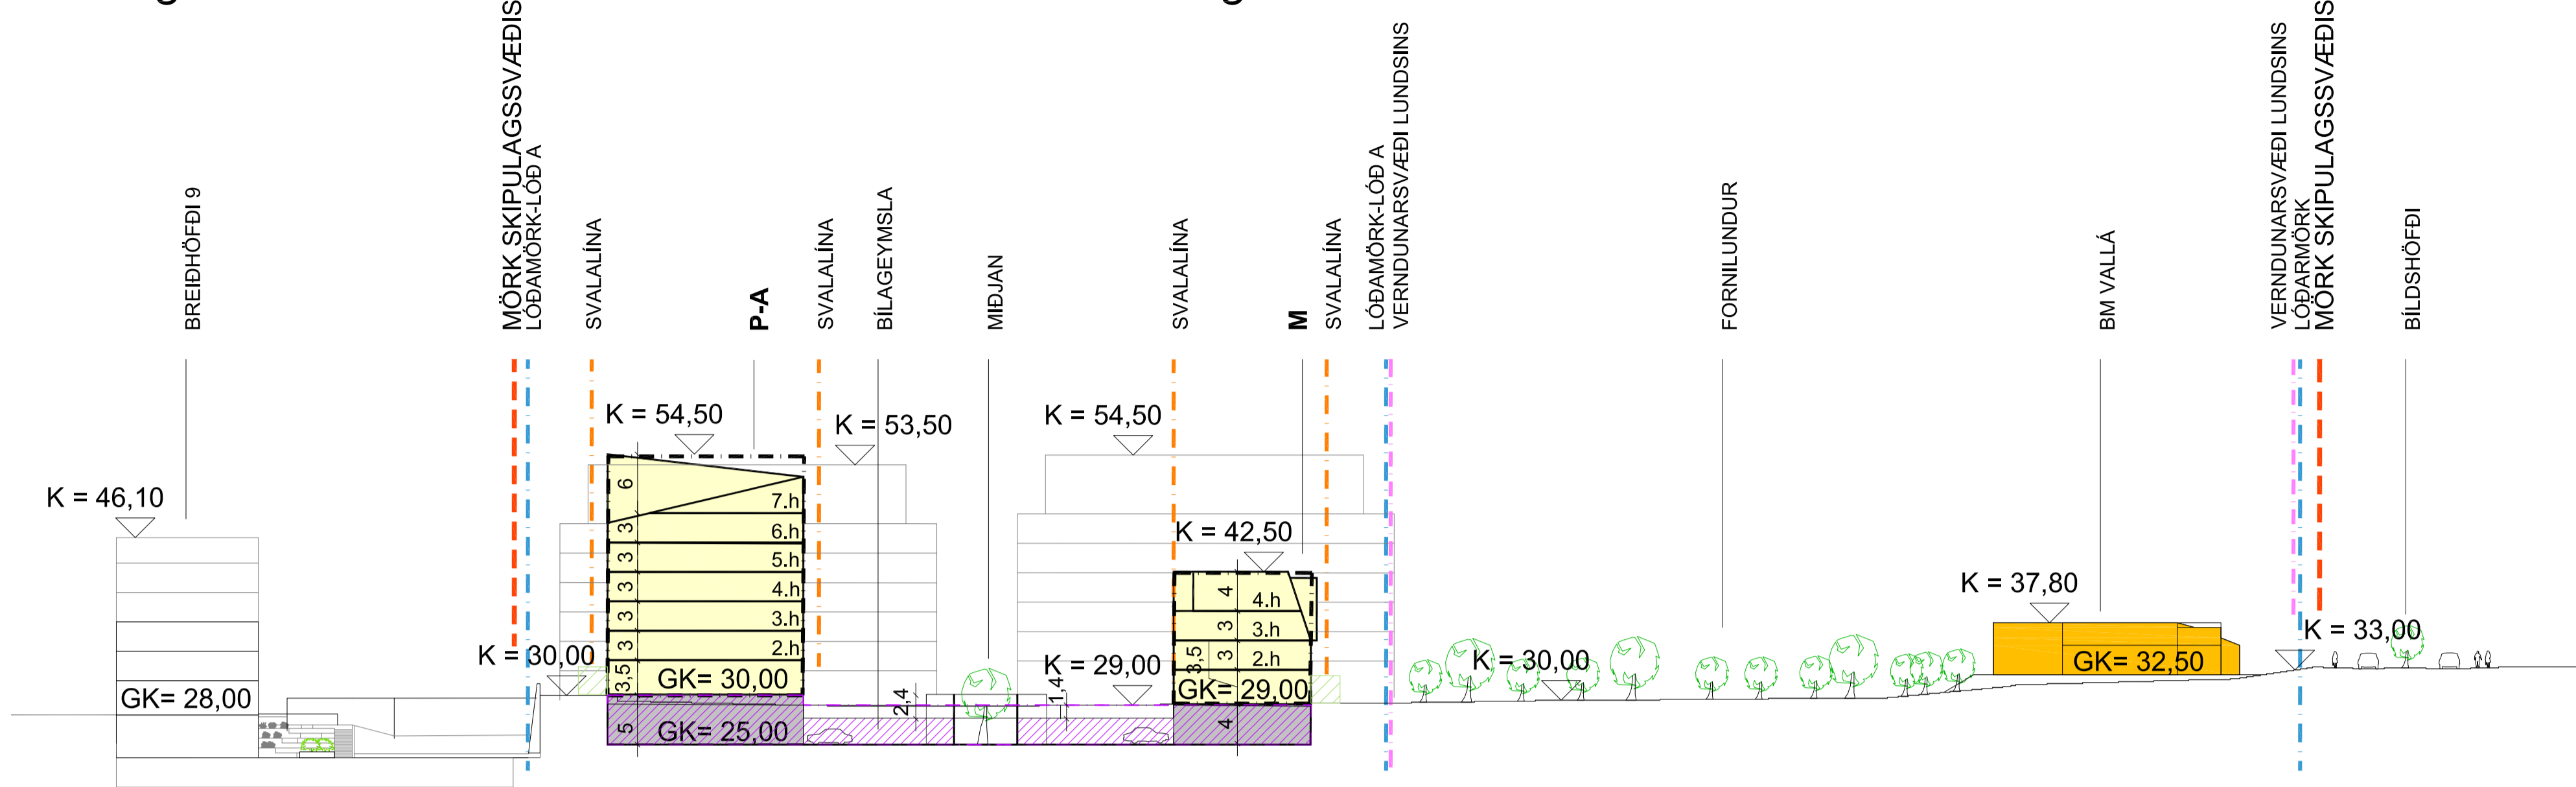 BREIÐHÖFÐI 9
MÖRK SKIPULAGSSVÆÐIS
LÓÐAMÖRK-LÓÐ A
SVALALÍNA
P-A
SVALALÍNA
BÍLAGEYMSLA
MIÐJAN
SVALALÍNA
M
SVALALÍNA
LÓÐAMÖRK-LÓÐ A
VERNDUNARSVÆÐI LUNDSINS
FORNILUNDUR
BM VALLÁ
VERNDUNARSVÆÐI LUNDSINS
LÓÐARMÖRK
MÖRK SKIPULAGSSVÆÐIS
BÍLDSHÖFÐI
K = 46,10
GK= 28,00
K = 30,00
K = 54,50
6
7.h
3
6.h
3
5.h
3
4.h
3
3.h
3
2.h
3,5
GK= 30,00
5
GK= 25,00
K = 53,50
2,4
1,4
K = 54,50
K = 29,00
K = 42,50
4
4.h
3
3.h
3,5
3
2.h
GK= 29,00
4
K = 30,00
K = 37,80
GK= 32,50
K = 33,00